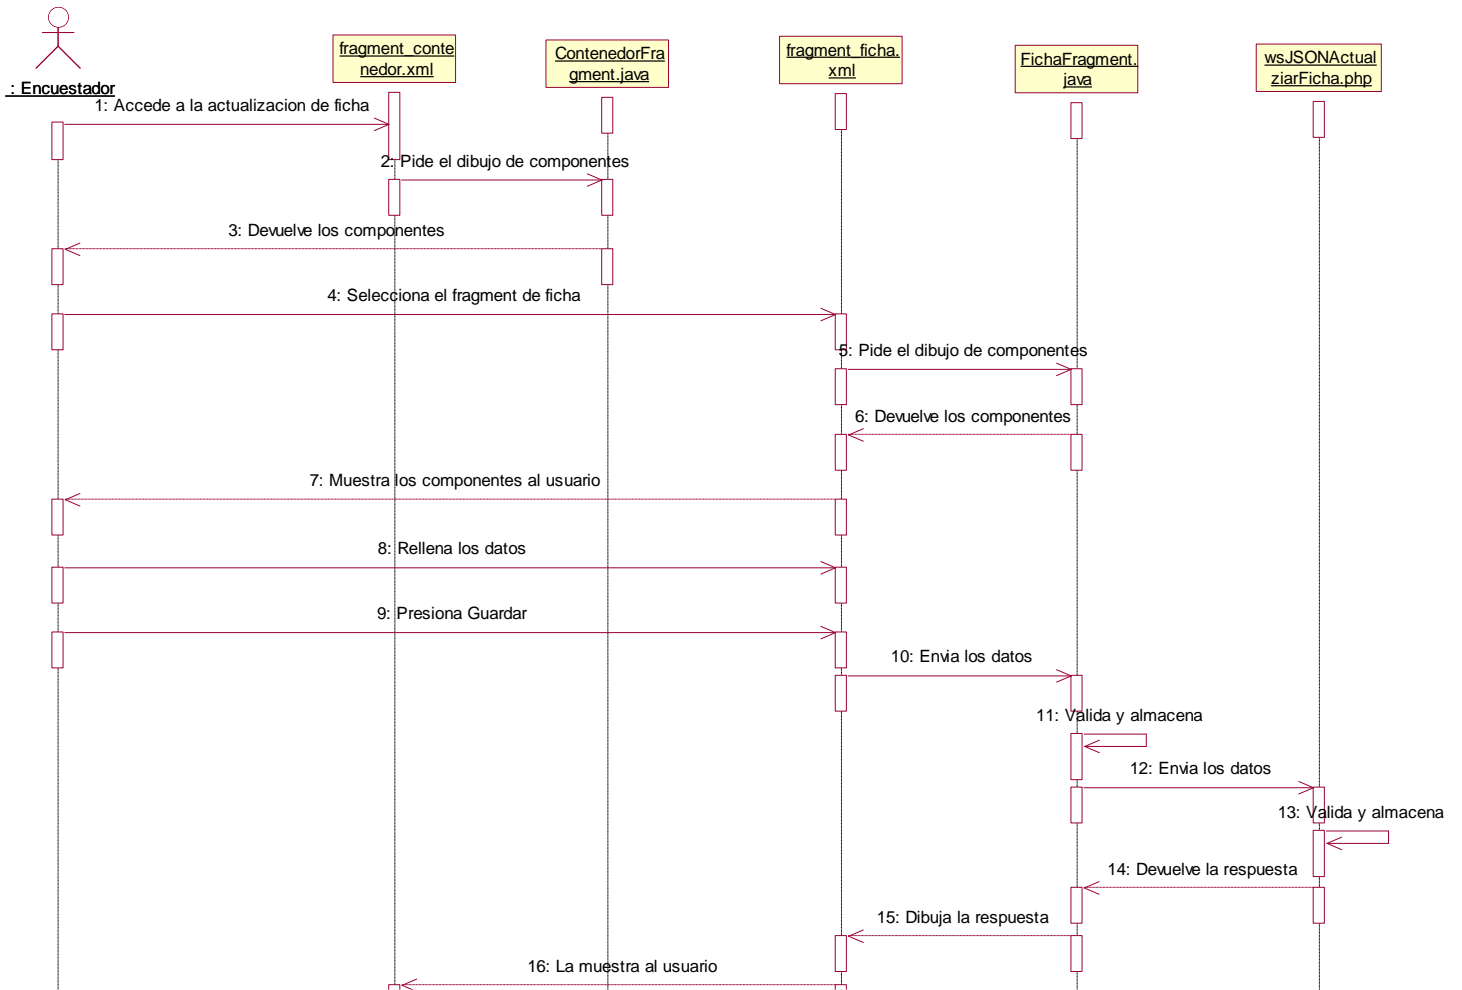 fragment_conte
nedor.xml
ContenedorFra
gment.java
fragment_ficha.
xml
FichaFragment.
java
wsJSONActual
ziarFicha.php
: Encuestador
1: Accede a la actualizacion de ficha
2: Pide el dibujo de componentes
3: Devuelve los componentes
4: Selecciona el fragment de ficha
5: Pide el dibujo de componentes
6: Devuelve los componentes
7: Muestra los componentes al usuario
8: Rellena los datos
9: Presiona Guardar
10: Envia los datos
11: Valida y almacena
12: Envia los datos
13: Valida y almacena
14: Devuelve la respuesta
15: Dibuja la respuesta
16: La muestra al usuario